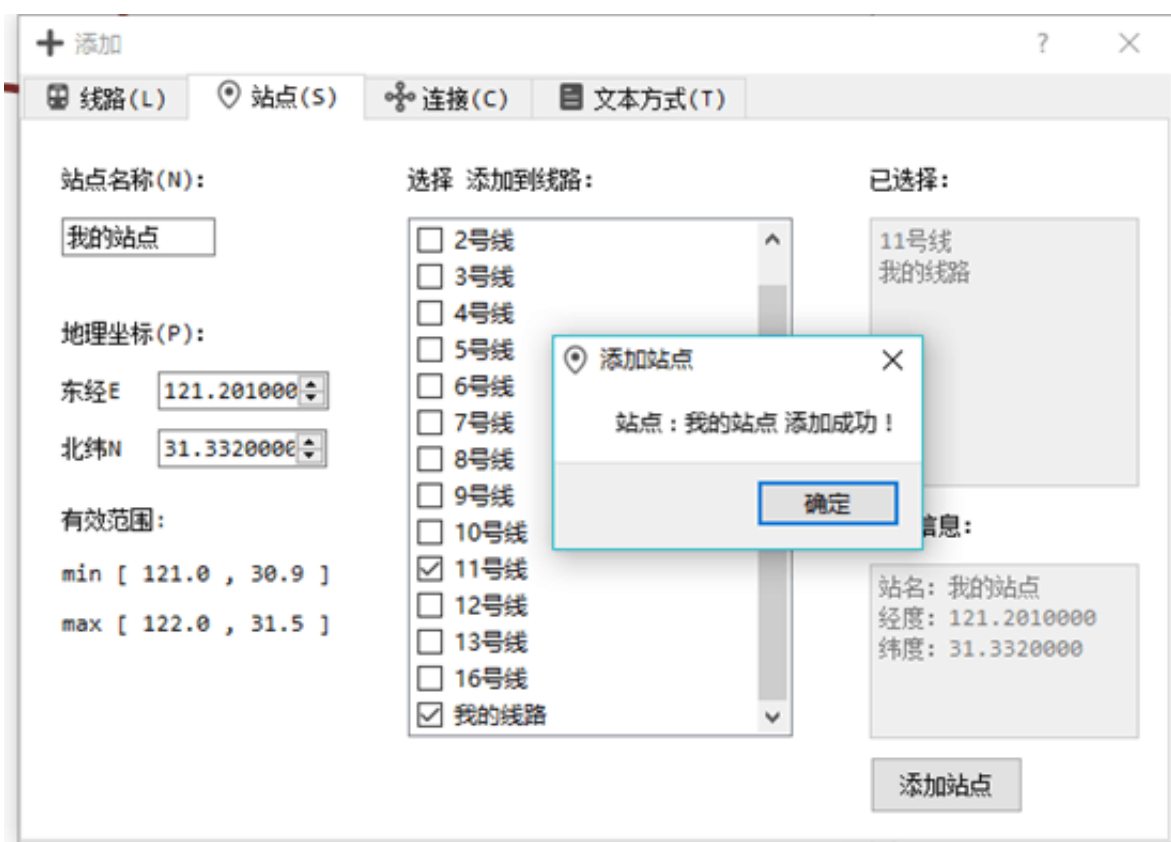 添加
?
线路(L) 站点(S) 连接(C) 文本方式(T)
站点名称(N):
我的站点
地理坐标(P):
东经E 121.201000
北纬N 31.332000
有效范围:
min [ 121.0 , 30.9 ]
max [ 122.0 , 31.5 ]
选择 添加到线路:
2号线
3号线
4号线
5号线
6号线
7号线
8号线
9号线
10号线
11号线
12号线
13号线
16号线
我的线路
已选择:
11号线
我的线路
添加站点
站点：我的站点 添加成功！
确定
信息:
站名: 我的站点
经度: 121.2010000
纬度: 31.3320000
添加站点